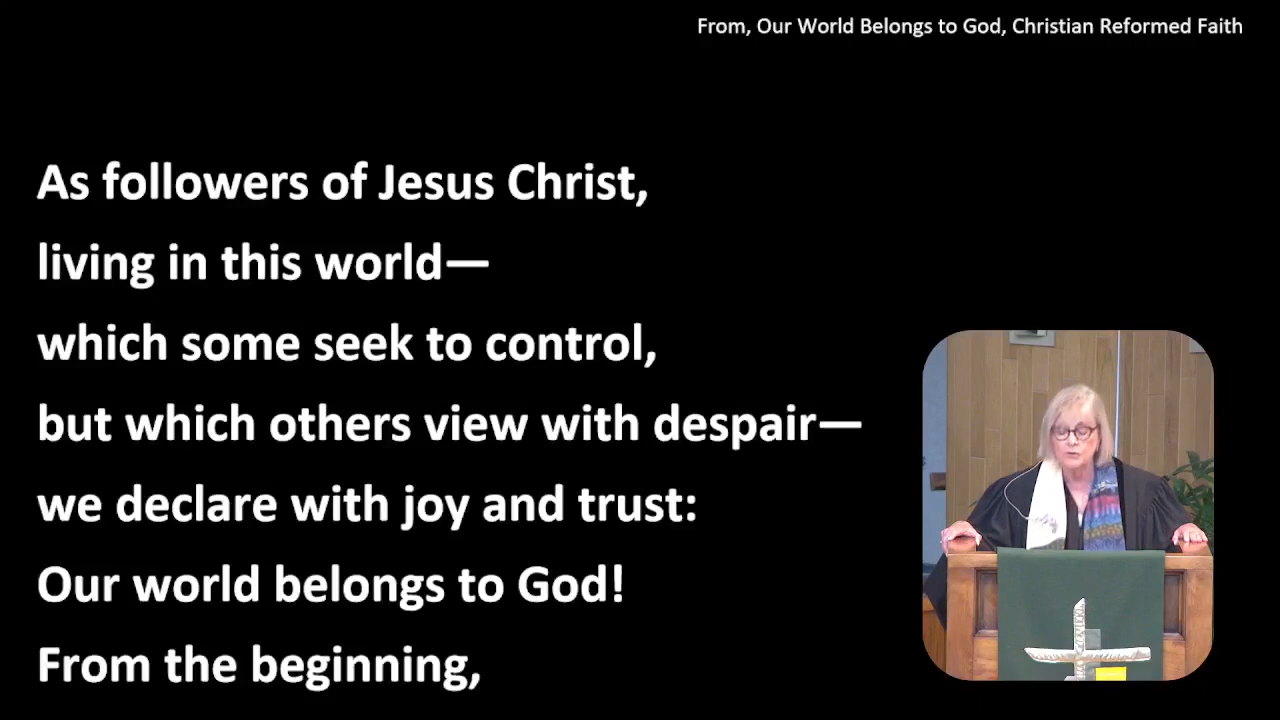 From, Our World Belongs to God, Christian Reformed Faith
As followers of Jesus Christ,
living in this world—
which some seek to control,
but which others view with despair—
we declare with joy and trust:
Our world belongs to God!
From the beginning,